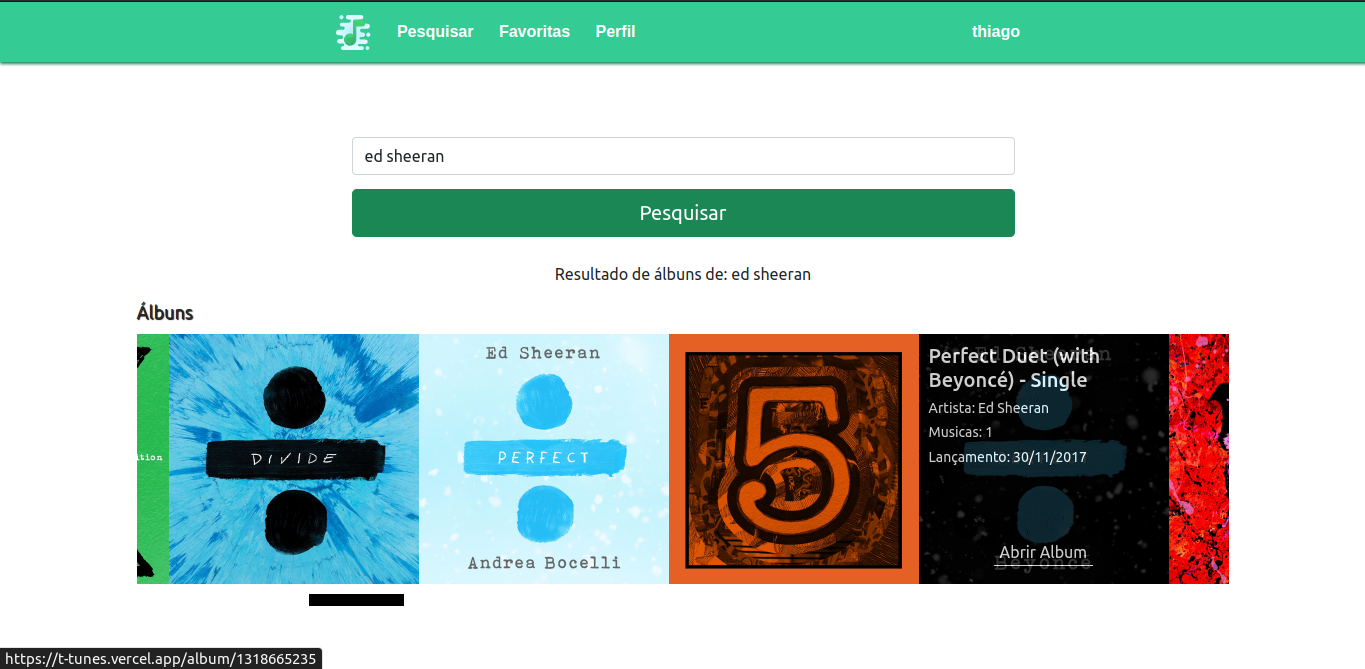 Pesquisar Favoritas Perfil thiago
ed sheeran
Pesquisar
Resultado de álbuns de: ed sheeran
Álbuns
ition
DIVIDE
Ed Sheeran
PERFECT
Andrea Bocelli
5
Perfect Duet (with
Beyoncé) - Single
Artista: Ed Sheeran
Musicas: 1
Lançamento: 30/11/2017
Abrir Album
Beyoncé
https://t-tunes.vercel.app/album/1318665235